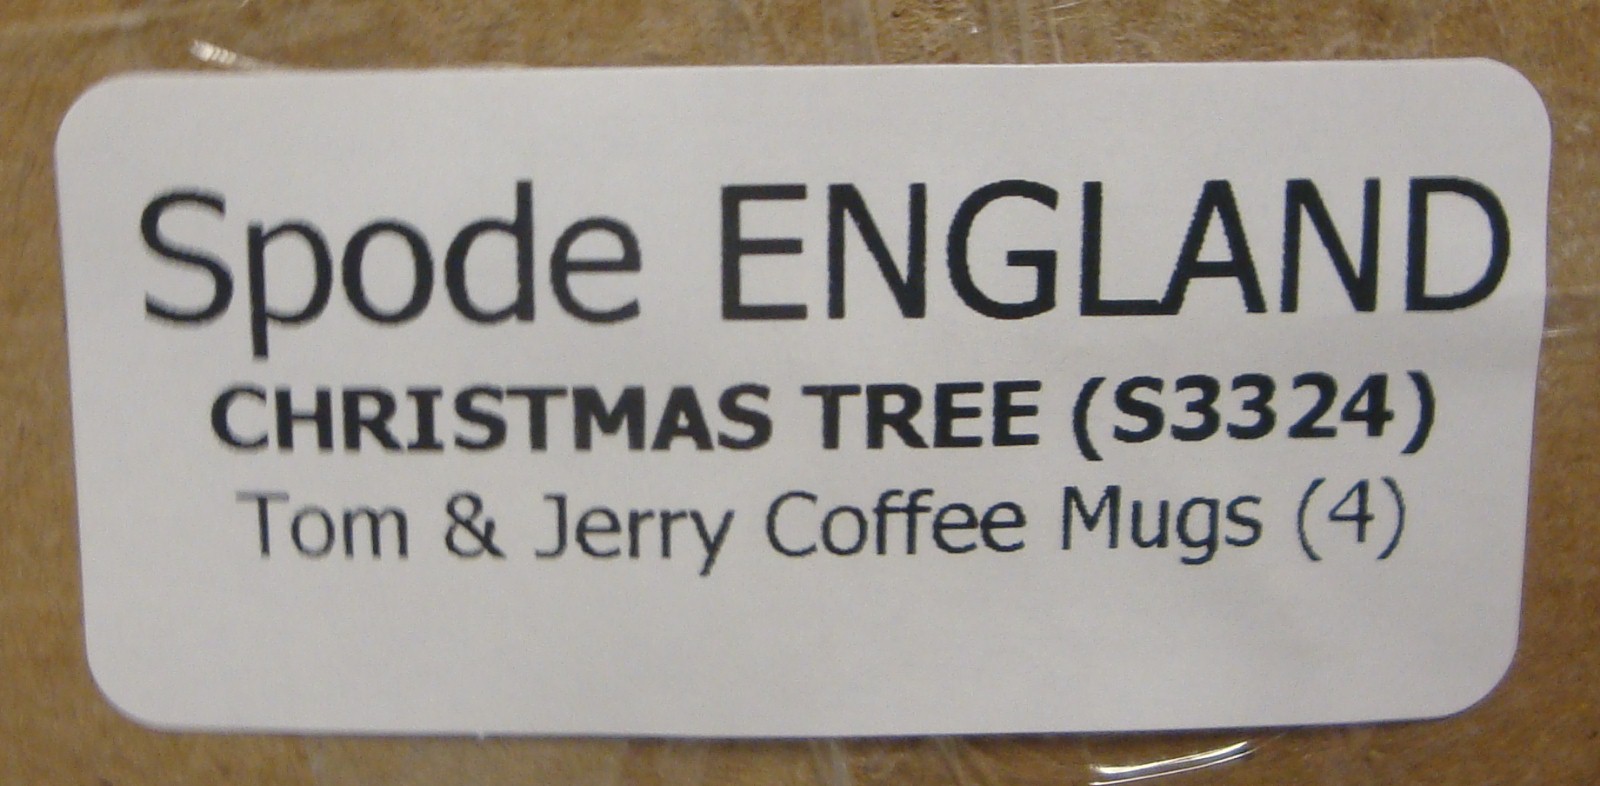 Spode ENGLAND
CHRISTMAS TREE (S3324)
Tom & Jerry Coffee Mugs (4)